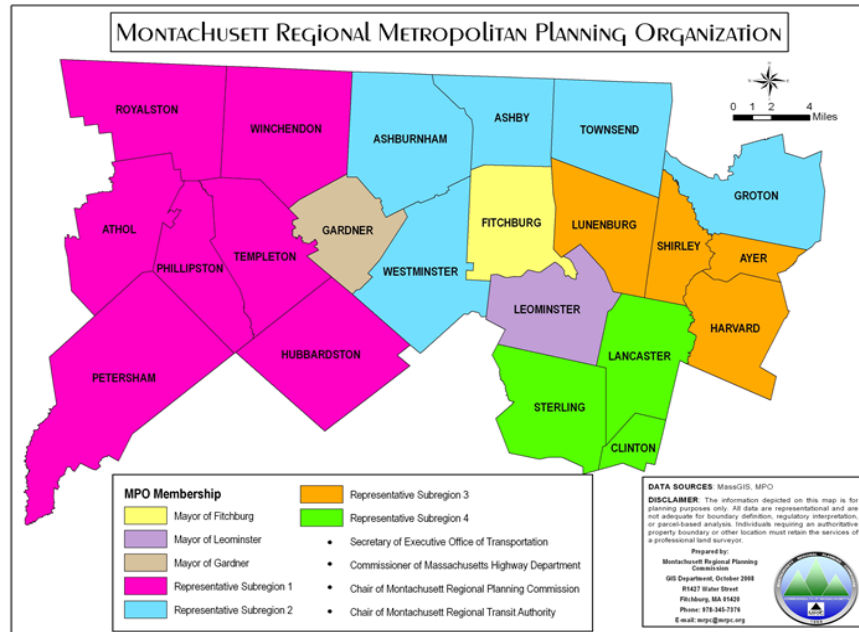 MONTACHUSETT REGIONAL METROPOLITAN PLANNING ORGANIZATION
ROYALSTON
WINCHENDON
ASHBURNHAM
ASHBY
TOWNSEND
0 1 2 4
Miles
GROTON
ATHOL
GARDNER
FITCHBURG
LUNENBURG
SHIRLEY
PHILLIPSTON
TEMPLETON
WESTMINSTER
AYER
LEOMINSTER
HARVARD
PETERSHAM
HUBBARDSTON
LANCASTER
STERLING
CLINTON
MPO Membership
Mayor of Fitchburg
Mayor of Leominster
Mayor of Gardner
Representative Subregion 1
Representative Subregion 2
Representative Subregion 3
Representative Subregion 4
• Secretary of Executive Office of Transportation
• Commissioner of Massachusetts Highway Department
• Chair of Montachusett Regional Planning Commission
• Chair of Montachusett Regional Transit Authority
DATA SOURCES: MassGIS, MPO
DISCLAIMER: The information depicted on this map is for
planning purposes only. All data are representational and are
not adequate for boundary definition, regulatory interpretation,
or parcel-based analysis. Individuals requiring an authoritative
property boundary or other location must retain the services of
a professional land surveyor.
Prepared by:
Montachusett Regional Planning
Commission
GIS Department, October 2008
R1427 Water Street
Fitchburg, MA 01420
Phone: 978-345-7376
E-mail: mrpc@mrpc.org